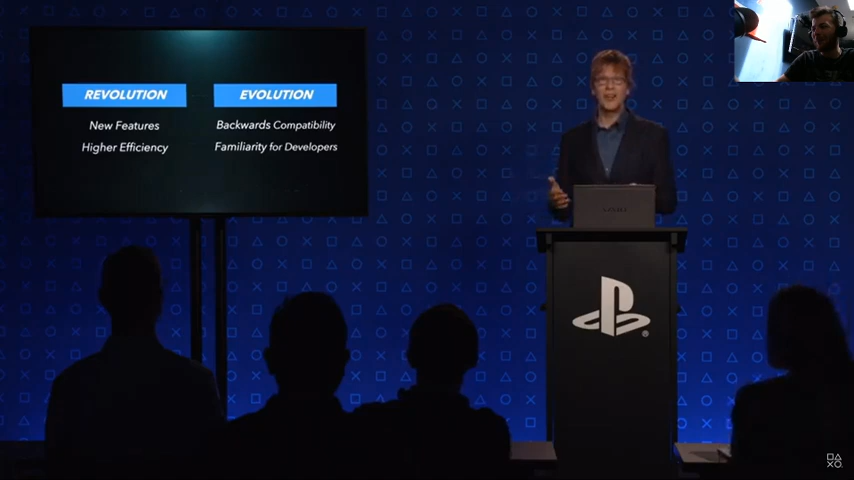 REVOLUTION
New Features
Higher Efficiency
EVOLUTION
Backwards Compatibility
Familiarity for Developers